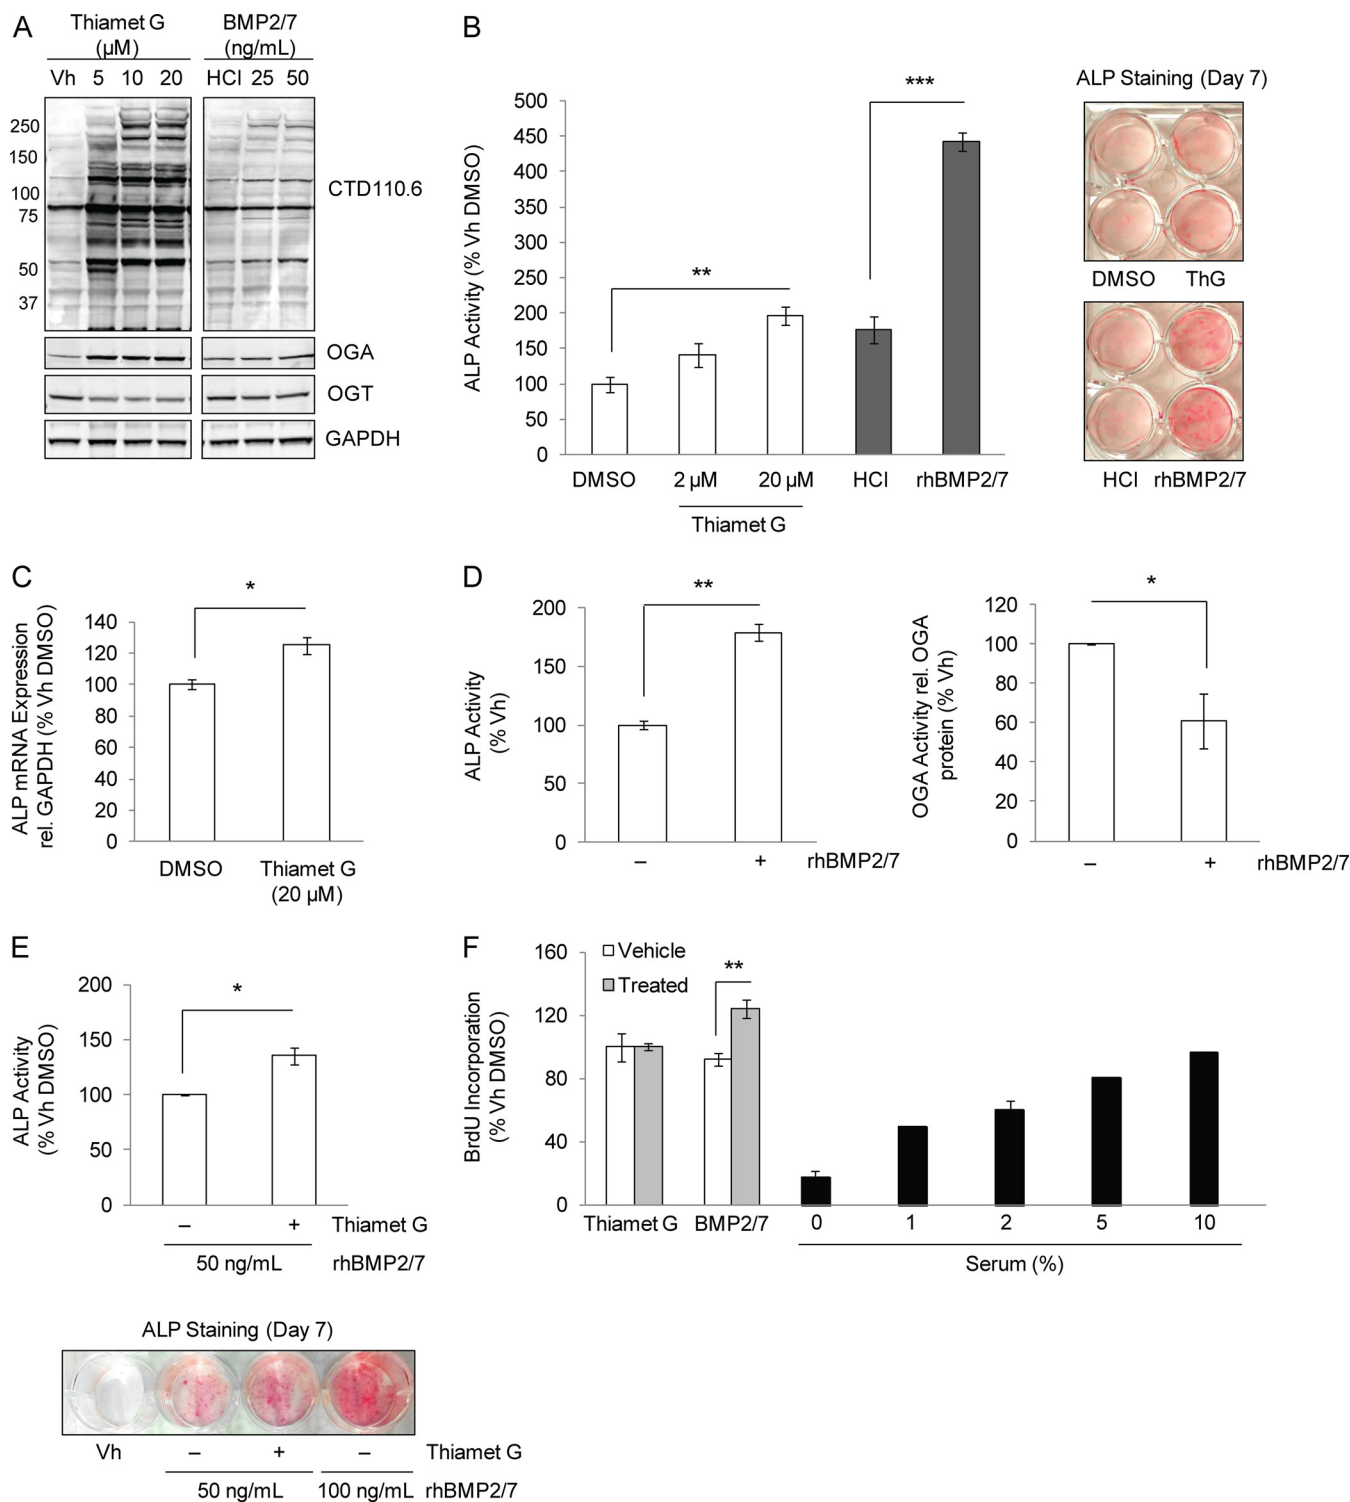 A
Thiamet G
(µM)
BMP2/7
(ng/mL)
Vh 5 10 20
HCl 25 50
250
150
100
75
50
37
CTD110.6
OGA
OGT
GAPDH
B
ALP Activity (% Vh DMSO)
500
450
400
350
300
250
200
150
100
50
0
**
***
DMSO 2 µM 20 µM HCl rhBMP2/7
Thiamet G
ALP Staining (Day 7)
DMSO ThG
HCl rhBMP2/7
C
ALP mRNA Expression
rel. GAPDH (% Vh DMSO)
140
120
100
80
60
40
20
0
*
DMSO Thiamet G
(20 µM)
D
ALP Activity
(% Vh)
200
150
100
50
0
**
– + rhBMP2/7
OGA Activity rel. OGA
protein (% Vh)
120
100
80
60
40
20
0
*
– + rhBMP2/7
E
ALP Activity
(% Vh DMSO)
200
150
100
50
0
*
– + Thiamet G
50 ng/mL rhBMP2/7
ALP Staining (Day 7)
Vh – + – Thiamet G
50 ng/mL 100 ng/mL rhBMP2/7
F
BrdU Incorporation
(% Vh DMSO)
160
120
80
40
0
Vehicle
Treated
**
Thiamet G BMP2/7 0 1 2 5 10
Serum (%)